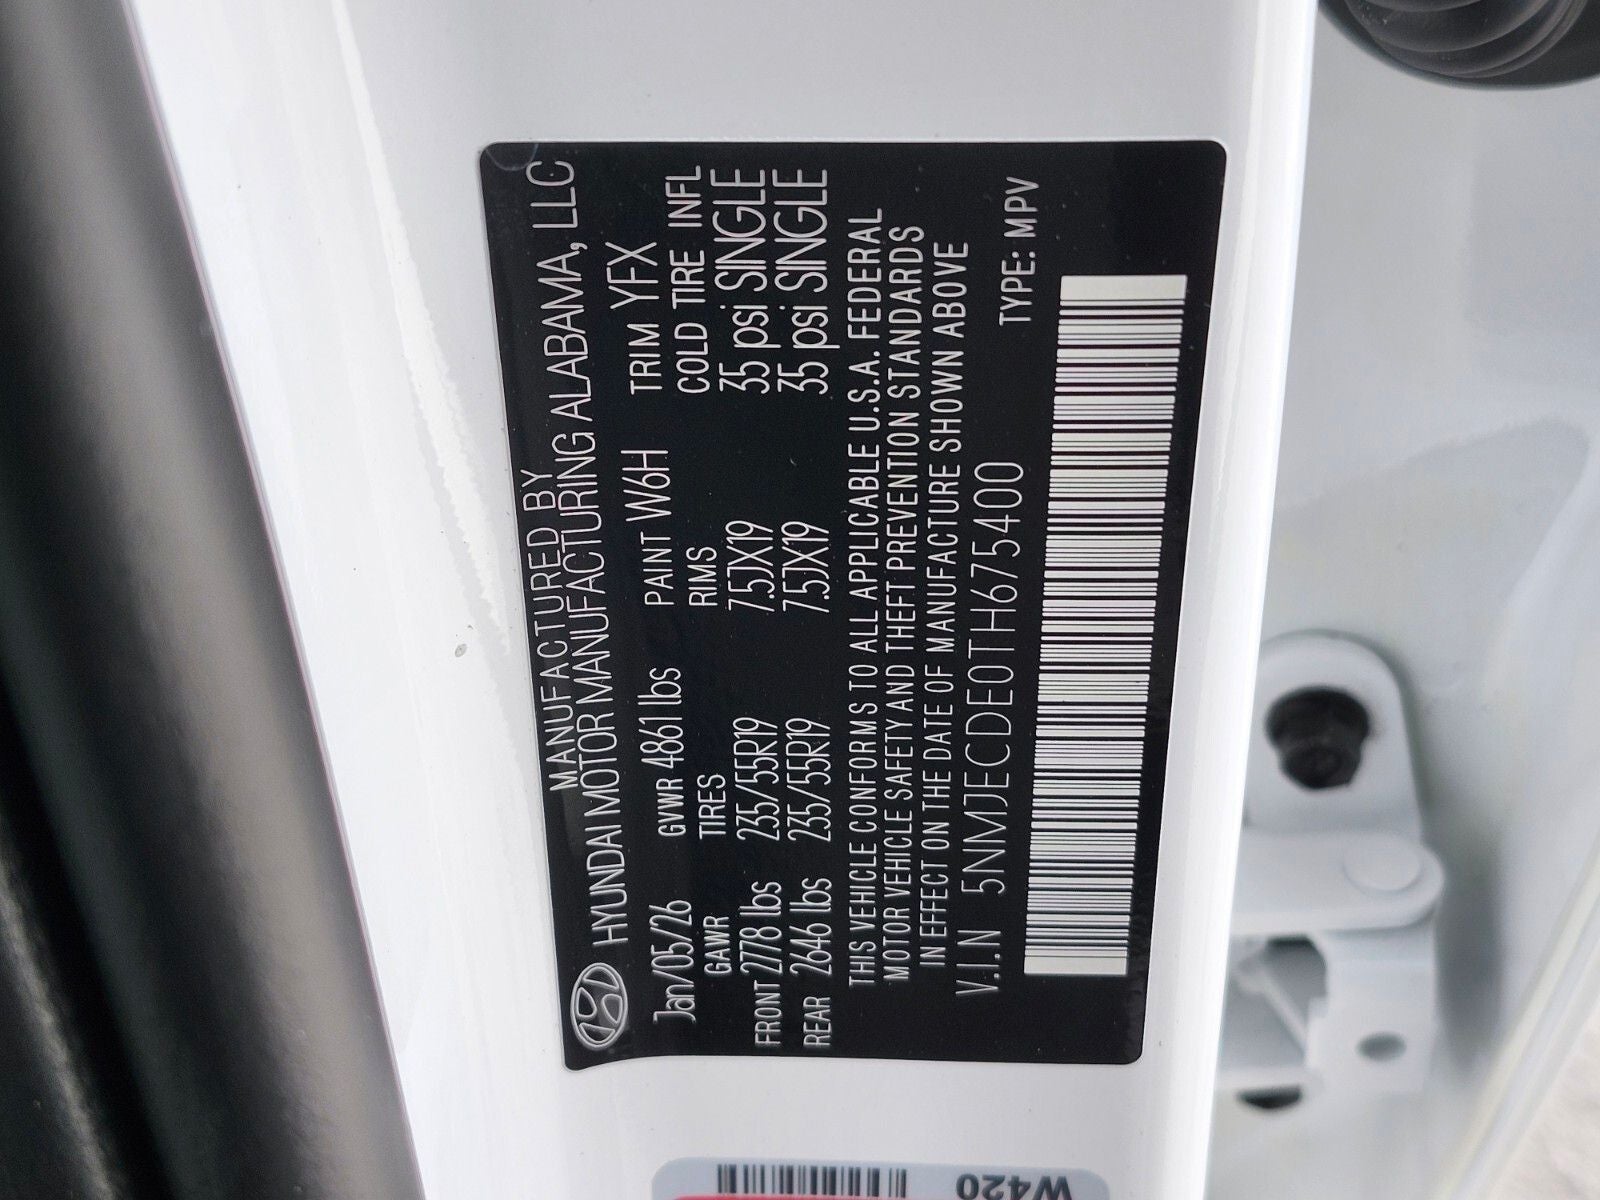 MANUFACTURED BY
HYUNDAI MOTOR MANUFACTURING ALABAMA, LLC
Jan/05/26 GVWR 4861 lbs PAINT W6H TRIM YFX
GAWR TIRES RIMS COLD TIRE INFL
FRONT 2778 lbs 235/55R19 7.5JX19 35 psi SINGLE
REAR 2646 lbs 235/55R19 7.5JX19 35 psi SINGLE
THIS VEHICLE CONFORMS TO ALL APPLICABLE U.S.A. FEDERAL
MOTOR VEHICLE SAFETY AND THEFT PREVENTION STANDARDS
IN EFFECT ON THE DATE OF MANUFACTURE SHOWN ABOVE
V.I.N 5NMJECDE0TH675400 TYPE: MPV
W420